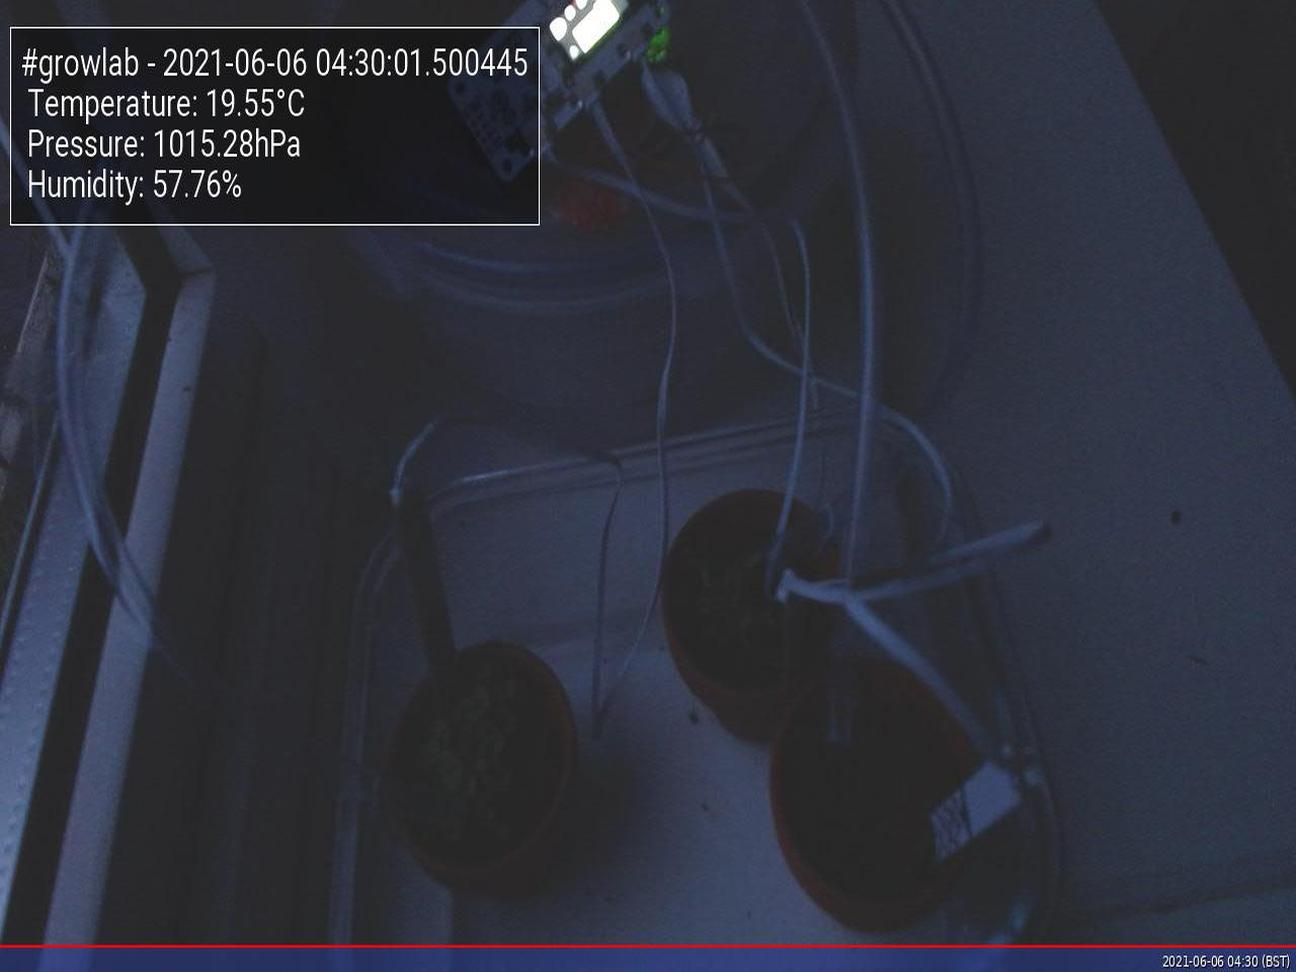 #growlab - 2021-06-06 04:30:01.500445
Temperature: 19.55°C
Pressure: 1015.28hPa
Humidity: 57.76%
2021-06-06 04:30 (BST)